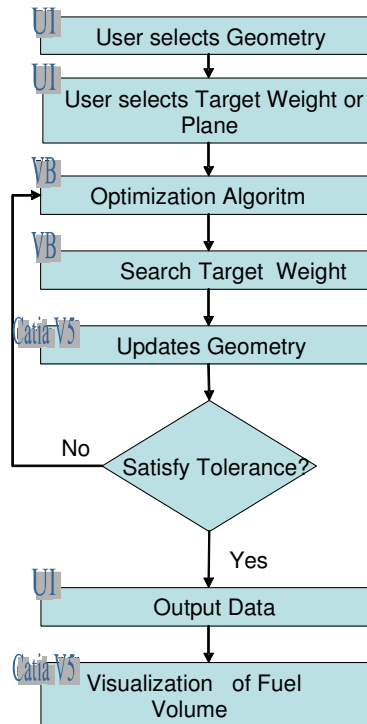 UI
User selects Geometry
UI
User selects Target Weight or
Plane
VB
Optimization Algoritm
VB
Search Target Weight
Catia V5
Updates Geometry
No
Satisfy Tolerance?
Yes
UI
Output Data
Catia V5
Visualization of Fuel
Volume